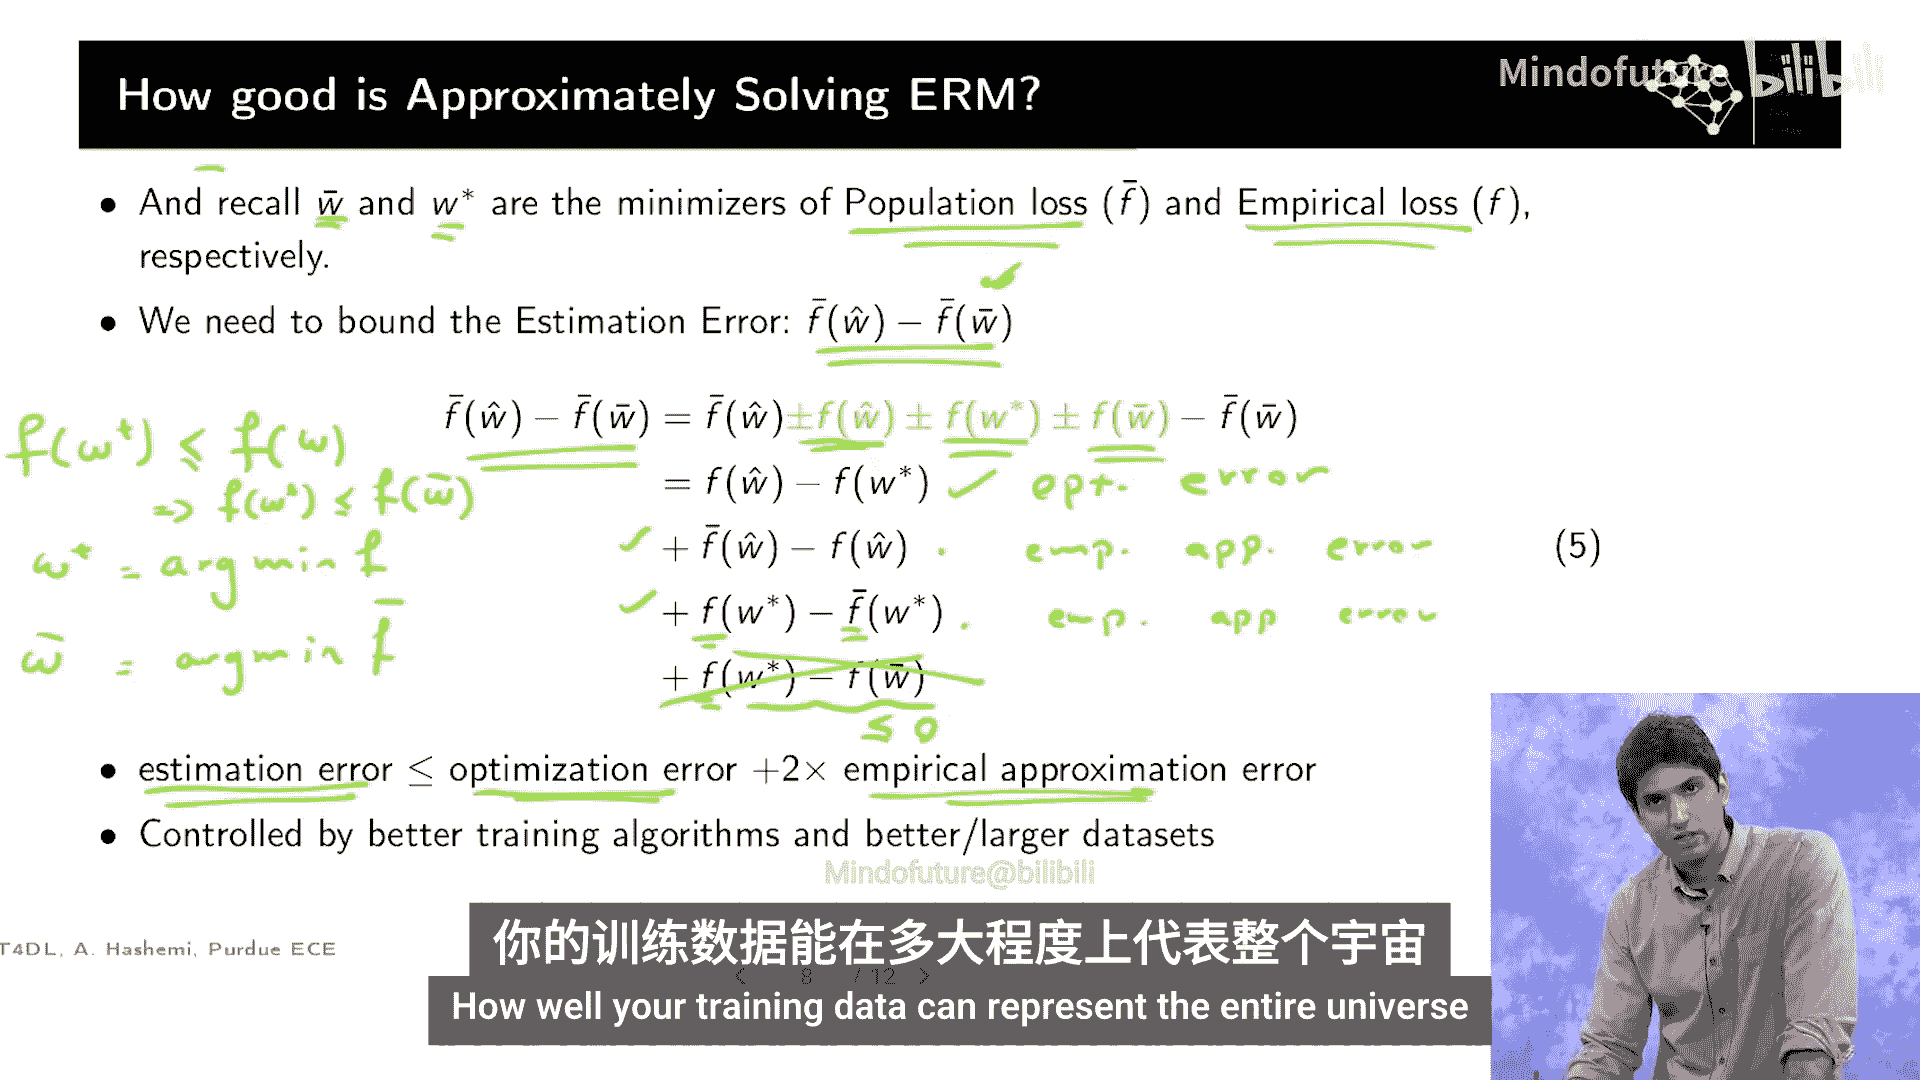 How good is Approximately Solving ERM?
Mindofuture
bilibili
• And recall w̄ and w* are the minimizers of Population loss (f̄) and Empirical loss (f),
respectively.
• We need to bound the Estimation Error: f̄(ŵ) − f̄(w̄)
f̄(ŵ) − f̄(w̄) = f̄(ŵ)±f(ŵ) ± f(w*) ± f(w̄) − f̄(w̄)
= f(ŵ) − f(w*) ✓ opt. error
✓ + f̄(ŵ) − f(ŵ) . emp. app. error (5)
✓ + f(w*) − f̄(w*) . emp. app error
+ f(w*) − f(w̄)
≤ 0
f(w*) ≤ f(w)
=> f(w*) ≤ f(w̄)
w* = argmin f
w̄ = argmin f̄
• estimation error ≤ optimization error +2× empirical approximation error
• Controlled by better training algorithms and better/larger datasets
Mindofuture@bilibili
T4DL, A. Hashemi, Purdue ECE
< 8 / 12 >
你的训练数据能在多大程度上代表整个宇宙
How well your training data can represent the entire universe